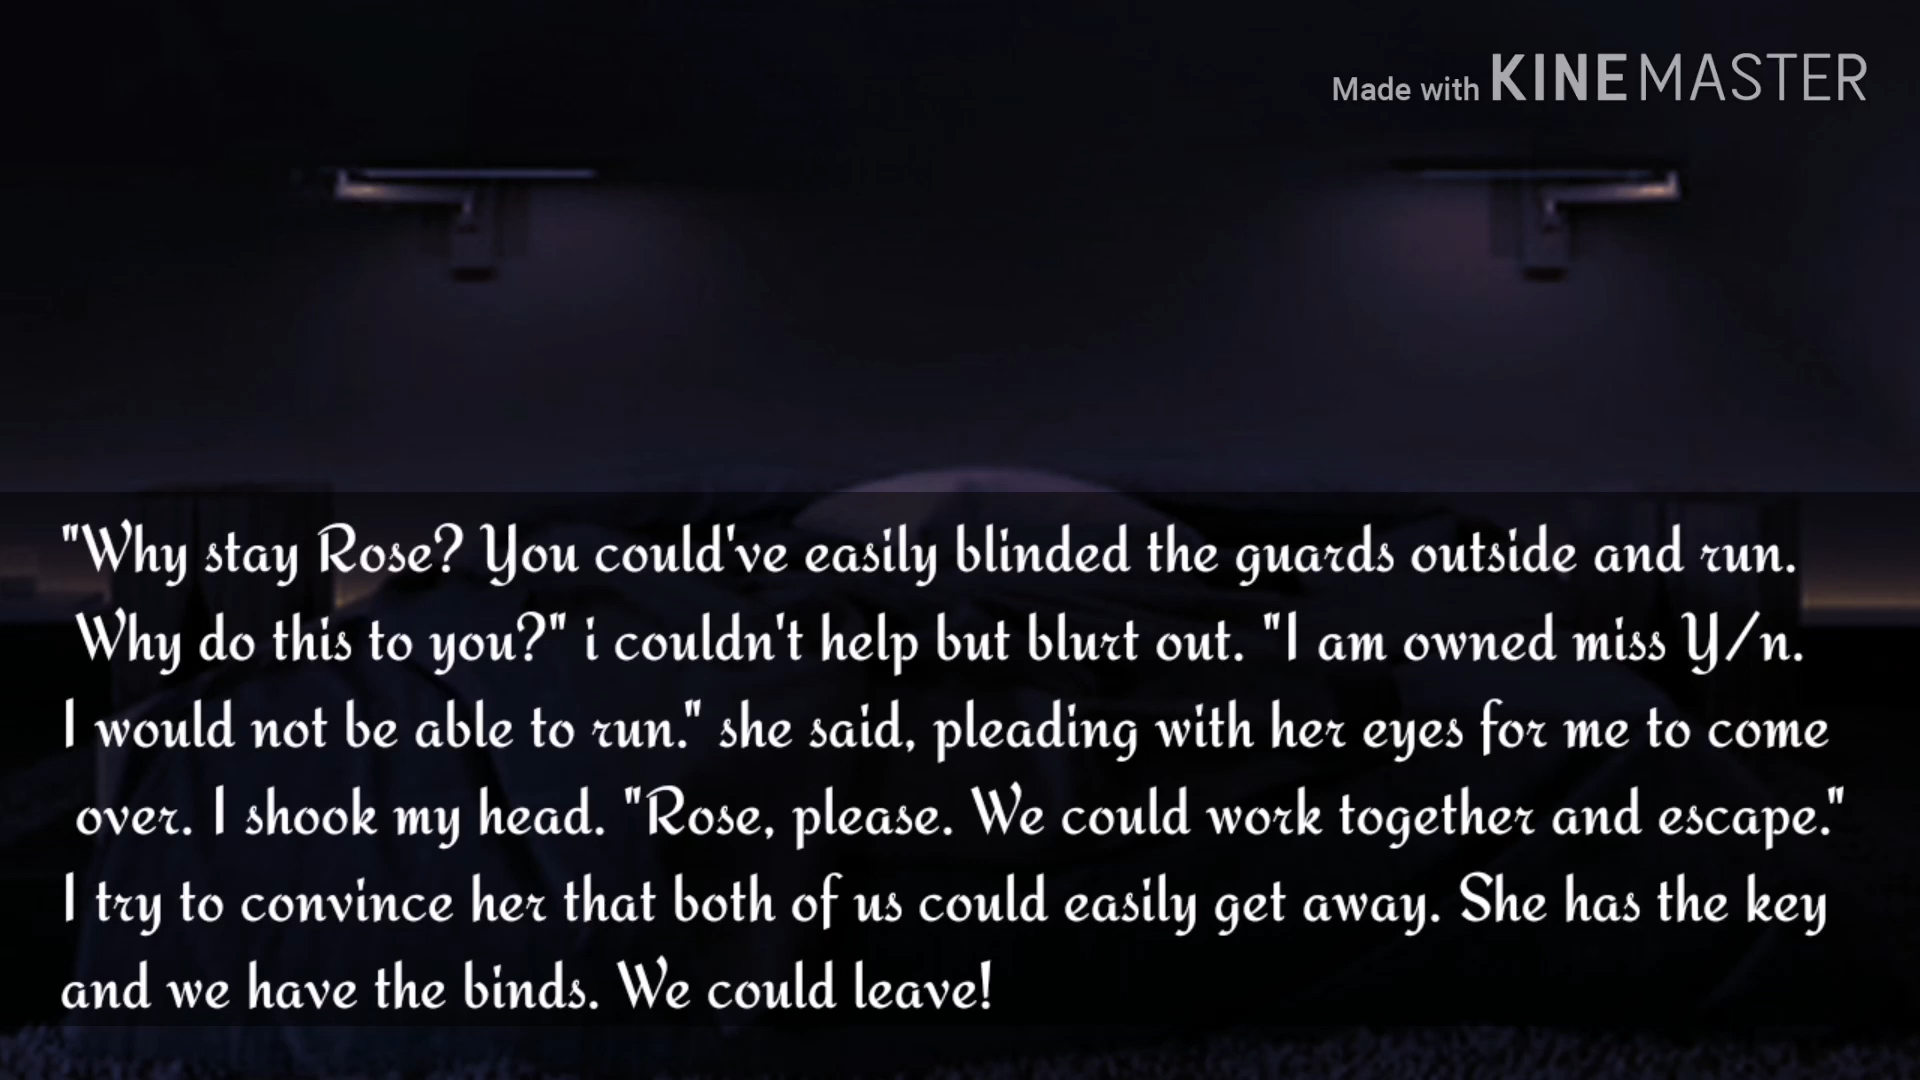 Made with KINEMASTER
"Why stay Rose? You could've easily blinded the guards outside and run.
Why do this to you?" i couldn't help but blurt out. "I am owned miss Y/n.
I would not be able to run." she said, pleading with her eyes for me to come
over. I shook my head. "Rose, please. We could work together and escape."
I try to convince her that both of us could easily get away. She has the key
and we have the binds. We could leave!